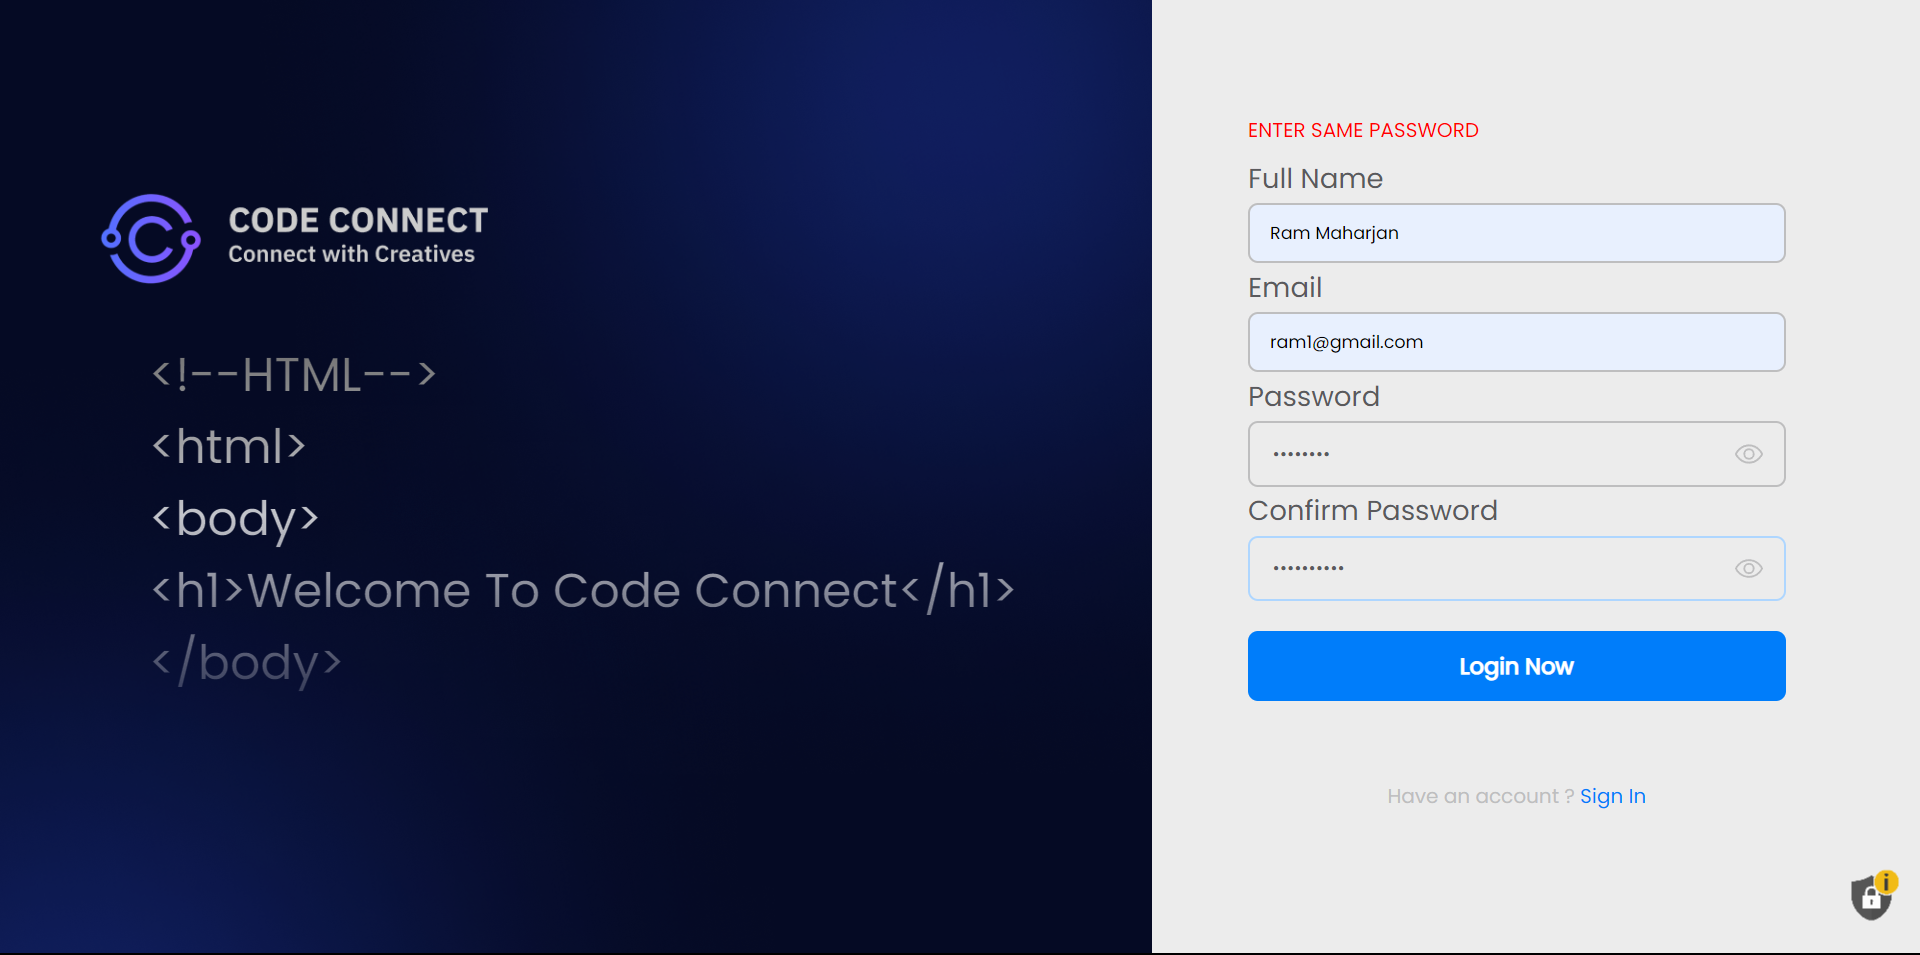 CODE CONNECT
Connect with Creatives
<!--HTML-->
<html>
<body>
<h1>Welcome To Code Connect</h1>
</body>
ENTER SAME PASSWORD
Full Name
Ram Maharjan
Email
ram1@gmail.com
Password
••••••••
Confirm Password
••••••••••
Login Now
Have an account ? Sign In